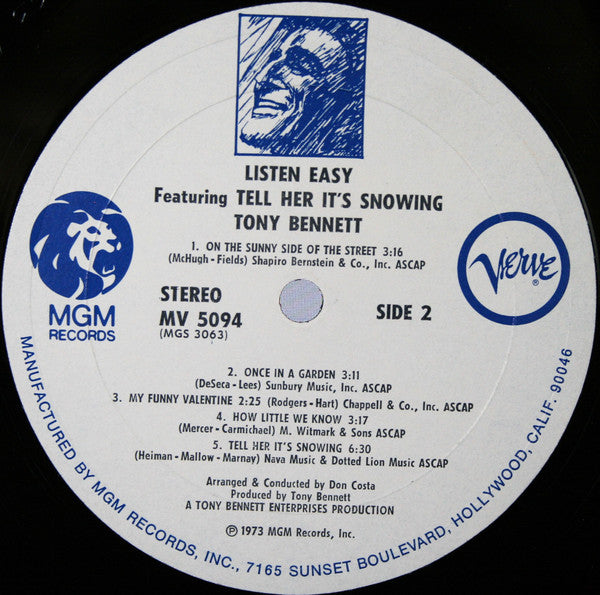 LISTEN EASY
Featuring TELL HER IT'S SNOWING
TONY BENNETT
1. ON THE SUNNY SIDE OF THE STREET 3:16
(McHugh - Fields) Shapiro Bernstein & Co., Inc. ASCAP
MGM
RECORDS
STEREO
MV 5094
(MGS 3063)
SIDE 2
VERVE®
2. ONCE IN A GARDEN 3:11
(DeSeca - Lees) Sunbury Music, Inc. ASCAP
3. MY FUNNY VALENTINE 2:25 (Rodgers - Hart) Chappell & Co., Inc. ASCAP
4. HOW LITTLE WE KNOW 3:17
(Mercer - Carmichael) M. Witmark & Sons ASCAP
5. TELL HER IT'S SNOWING 6:30
(Heiman - Mallow - Marnay) Nava Music & Dotted Lion Music ASCAP
Arranged & Conducted by Don Costa
Produced by Tony Bennett
A TONY BENNETT ENTERPRISES PRODUCTION
℗ 1973 MGM Records, Inc.
MANUFACTURED BY MGM RECORDS, INC., 7165 SUNSET BOULEVARD, HOLLYWOOD, CALIF. 90046